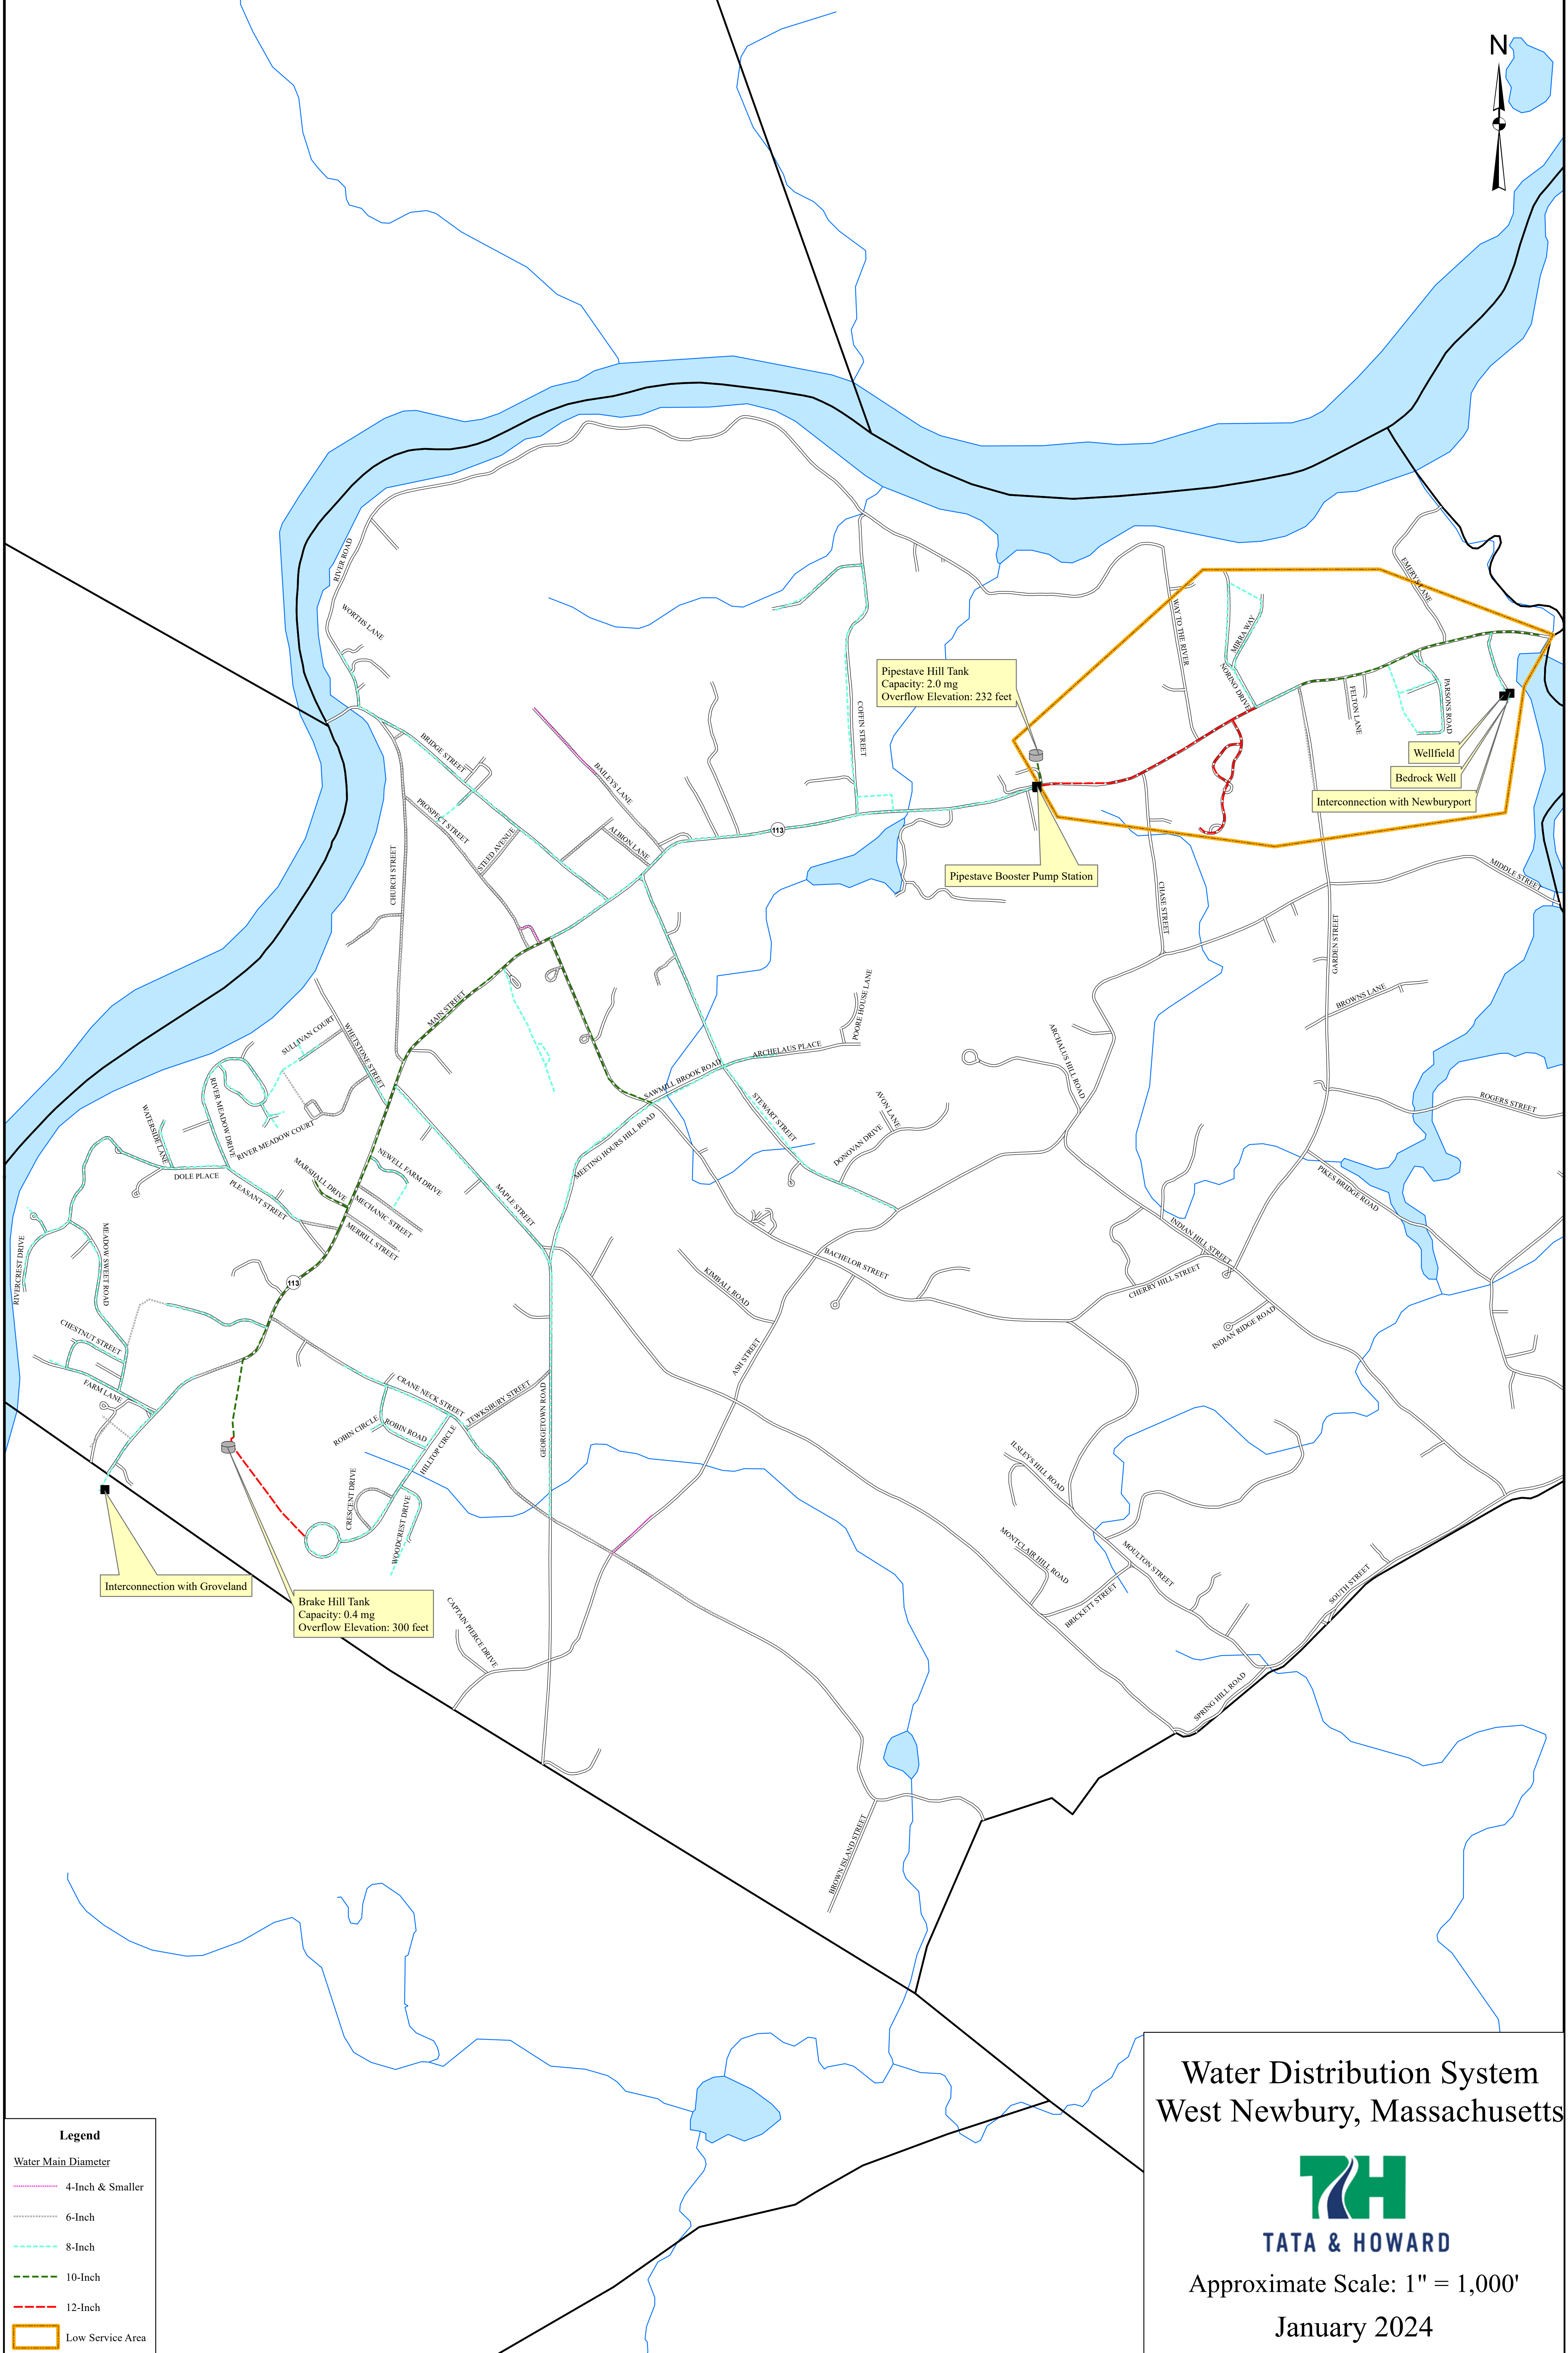 N
RIVER ROAD
WORTHS LANE
EMERY LANE
WAY TO THE RIVER
MIRRA WAY
NORINO DRIVE
FELTON LANE
PARSONS ROAD
Pipestave Hill Tank
Capacity: 2.0 mg
Overflow Elevation: 232 feet
COFFIN STREET
BRIDGE STREET
BAILEYS LANE
Wellfield
Bedrock Well
Interconnection with Newburyport
PROSPECT STREET
STEED AVENUE
ALBION LANE
113
CHURCH STREET
Pipestave Booster Pump Station
MIDDLE STREET
CHASE STREET
GARDEN STREET
BROWNS LANE
MAIN STREET
POORE HOUSE LANE
SULLIVAN COURT
WHETSTONE STREET
ARCHELAUS PLACE
ARCHALUS HILL ROAD
SAWMILL BROOK ROAD
ROGERS STREET
RIVER MEADOW DRIVE
WATERSIDE LANE
RIVER MEADOW COURT
AVON LANE
STEWART STREET
DONOVAN DRIVE
MEETING HOURS HILL ROAD
DOLE PLACE
NEWELL FARM DRIVE
MARSHALL DRIVE
PLEASANT STREET
MECHANIC STREET
MERRILL STREET
MAPLE STREET
PIKES BRIDGE ROAD
INDIAN HILL STREET
RIVERCREST DRIVE
MEADOW SWEET ROAD
113
BACHELOR STREET
KIMBALL ROAD
CHERRY HILL STREET
INDIAN RIDGE ROAD
CHESTNUT STREET
ASH STREET
FARM LANE
CRANE NECK STREET
TEWKSBURY STREET
ROBIN CIRCLE
ROBIN ROAD
HILLTOP CIRCLE
GEORGETOWN ROAD
CRESCENT DRIVE
WOODCREST DRIVE
ILSLEYS HILL ROAD
MONTCLAIR HILL ROAD
MOULTON STREET
BRICKETT STREET
SOUTH STREET
Interconnection with Groveland
Brake Hill Tank
Capacity: 0.4 mg
Overflow Elevation: 300 feet
CAPTAIN PIERCE DRIVE
SPRING HILL ROAD
BROWN ISLAND STREET
Legend
Water Main Diameter
4-Inch & Smaller
6-Inch
8-Inch
10-Inch
12-Inch
Low Service Area
Water Distribution System
West Newbury, Massachusetts
TH
TATA & HOWARD
Approximate Scale: 1" = 1,000'
January 2024